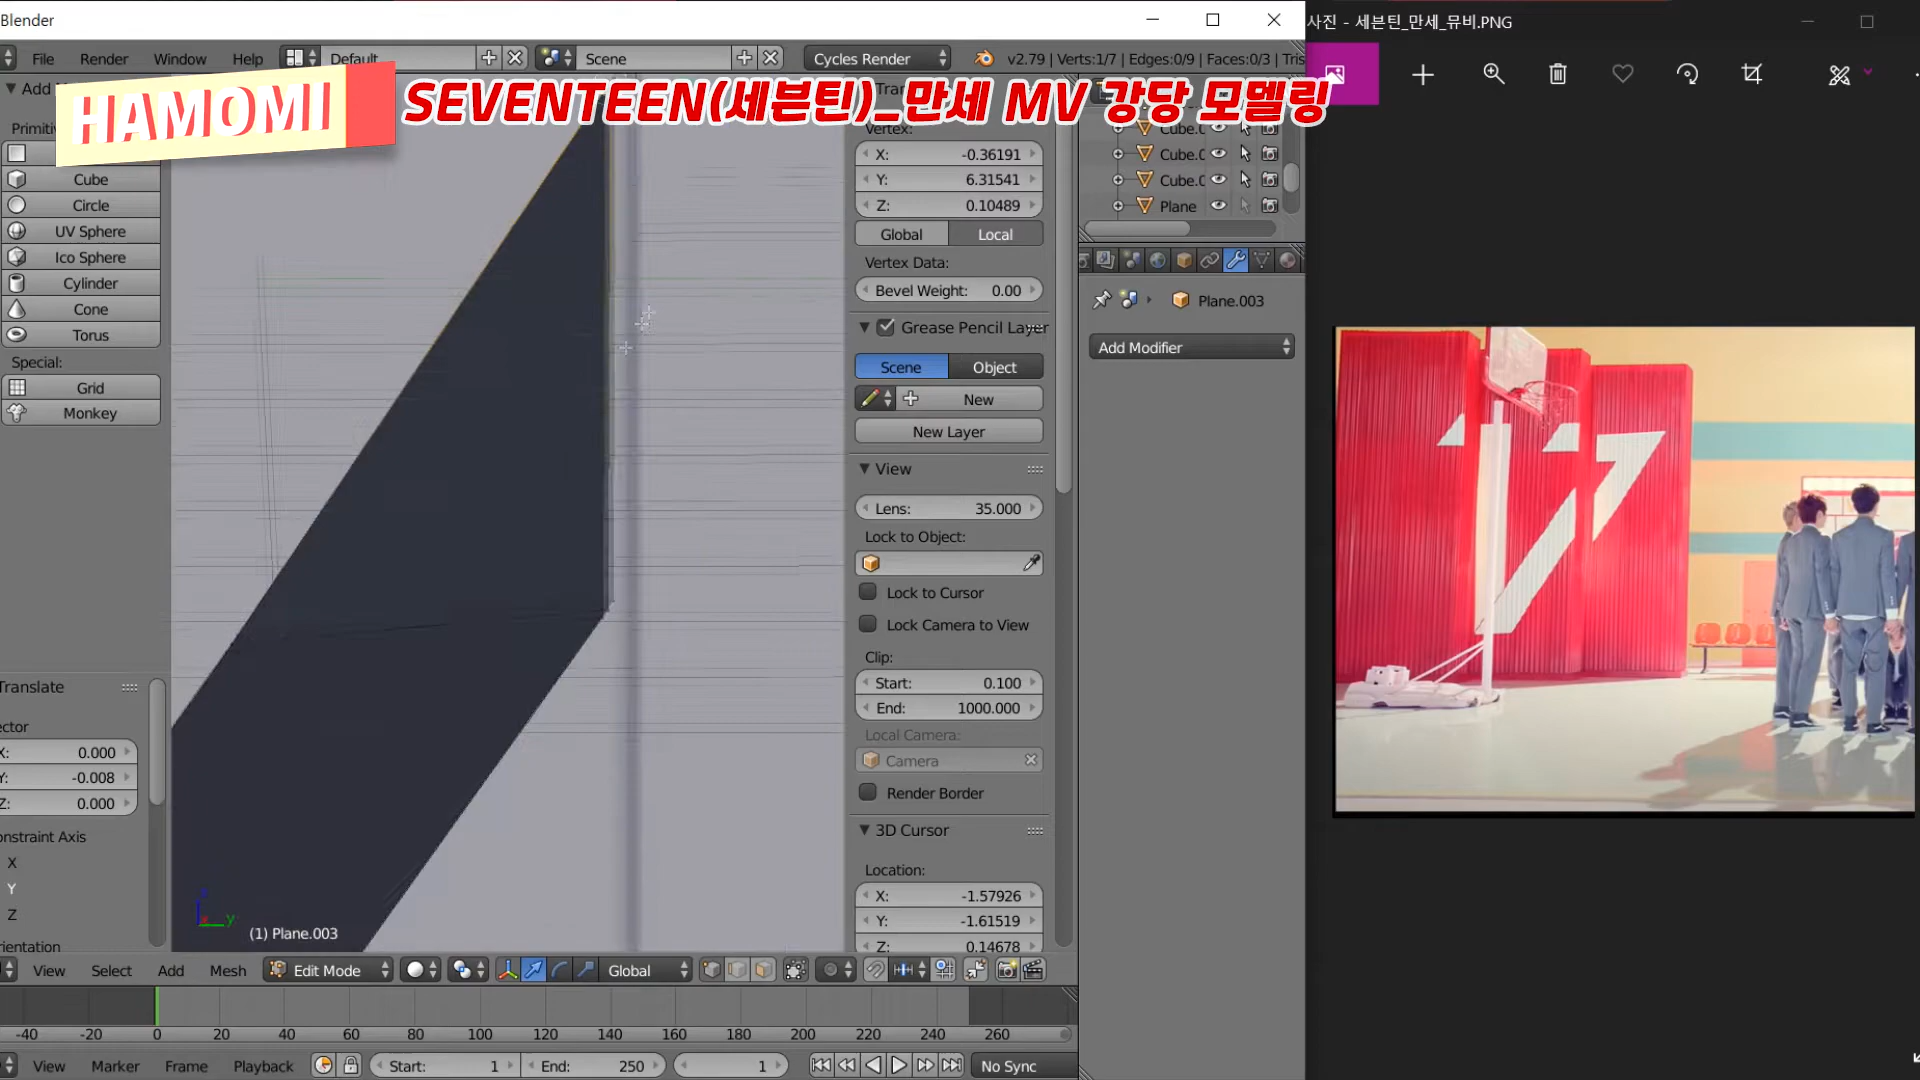 Blender
사진 - 세븐틴_만세_뮤비.PNG
File Render Window Help Default Scene Cycles Render v2.79 | Verts:1/7 | Edges:0/9 | Faces:0/3 | Tris
HAMOMI
SEVENTEEN(세븐틴)_만세 MV 강당 모델링
Cube
Circle
UV Sphere
Ico Sphere
Cylinder
Cone
Torus
Special:
Grid
Monkey
Translate
X: 0.000
Y: -0.008
Z: 0.000
X
Y
Z
(1) Plane.003
Vertex:
X: -0.36191
Y: 6.31541
Z: 0.10489
Global Local
Vertex Data:
Bevel Weight: 0.00
Grease Pencil Layer
Scene Object
New
New Layer
View
Lens: 35.000
Lock to Object:
Lock to Cursor
Lock Camera to View
Clip:
Start: 0.100
End: 1000.000
Local Camera:
Camera
Render Border
3D Cursor
Location:
X: -1.57926
Y: -1.61519
Z: 0.14678
Plane
Plane.003
Add Modifier
17
View Select Add Mesh Edit Mode Global
-40 -20 0 20 40 60 80 100 120 140 160 180 200 220 240 260
View Marker Frame Playback Start: 1 End: 250 1 No Sync